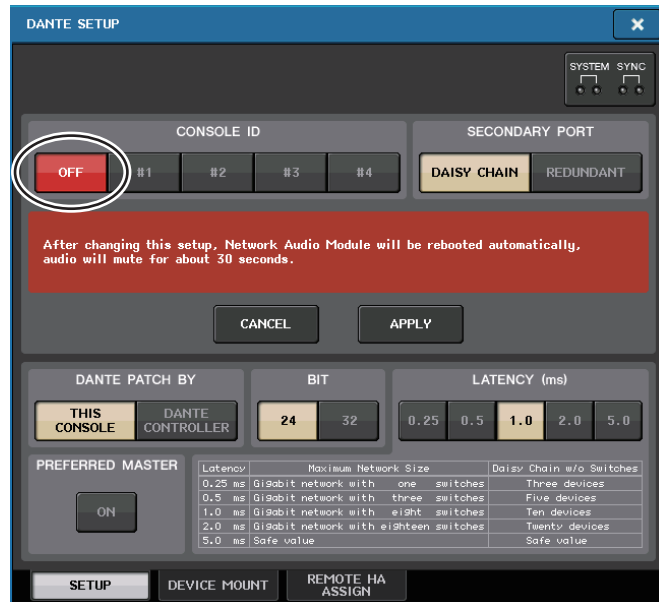 DANTE SETUP
SYSTEM SYNC
CONSOLE ID
SECONDARY PORT
OFF #1 #2 #3 #4
DAISY CHAIN REDUNDANT
After changing this setup, Network Audio Module will be rebooted automatically,
audio will mute for about 30 seconds.
CANCEL APPLY
DANTE PATCH BY
BIT
LATENCY (ms)
THIS
CONSOLE
DANTE
CONTROLLER
24 32
0.25 0.5 1.0 2.0 5.0
PREFERRED MASTER
ON
Latency Maximum Network Size Daisy Chain w/o Switches
0.25 ms Gigabit network with one switches Three devices
0.5 ms Gigabit network with three switches Five devices
1.0 ms Gigabit network with eight switches Ten devices
2.0 ms Gigabit network with eighteen switches Twenty devices
5.0 ms Safe value Safe value
SETUP
DEVICE MOUNT
REMOTE HA
ASSIGN